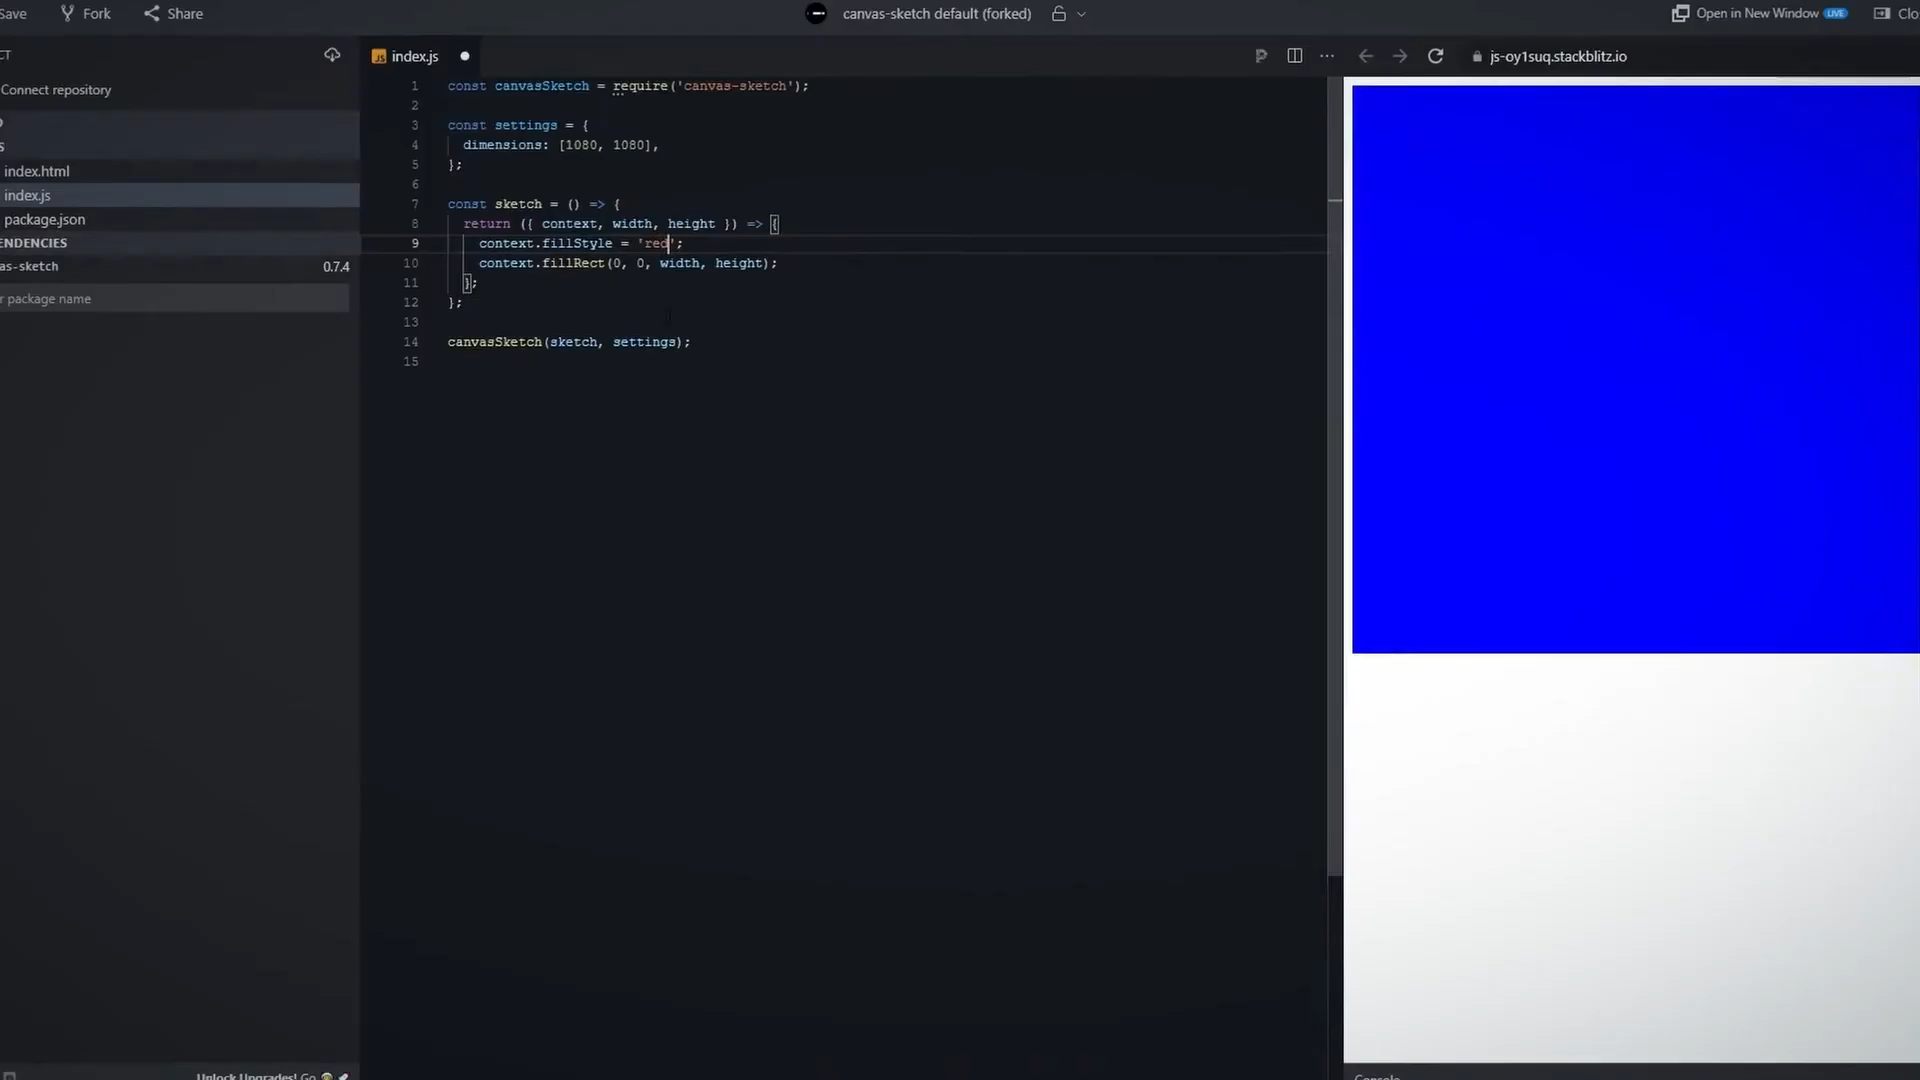 Save Fork Share canvas-sketch default (forked) Open in New Window LIVE Clo
CT
index.js
js-oy1suq.stackblitz.io
Connect repository
S
index.html
index.js
package.json
ENDENCIES
as-sketch 0.7.4
r package name
1 const canvasSketch = require('canvas-sketch');
2
3 const settings = {
4 dimensions: [1080, 1080],
5 };
6
7 const sketch = () => {
8 return ({ context, width, height }) => {
9 context.fillStyle = 'red';
10 context.fillRect(0, 0, width, height);
11 };
12 };
13
14 canvasSketch(sketch, settings);
15
Unlock Upgrades! Go
Console